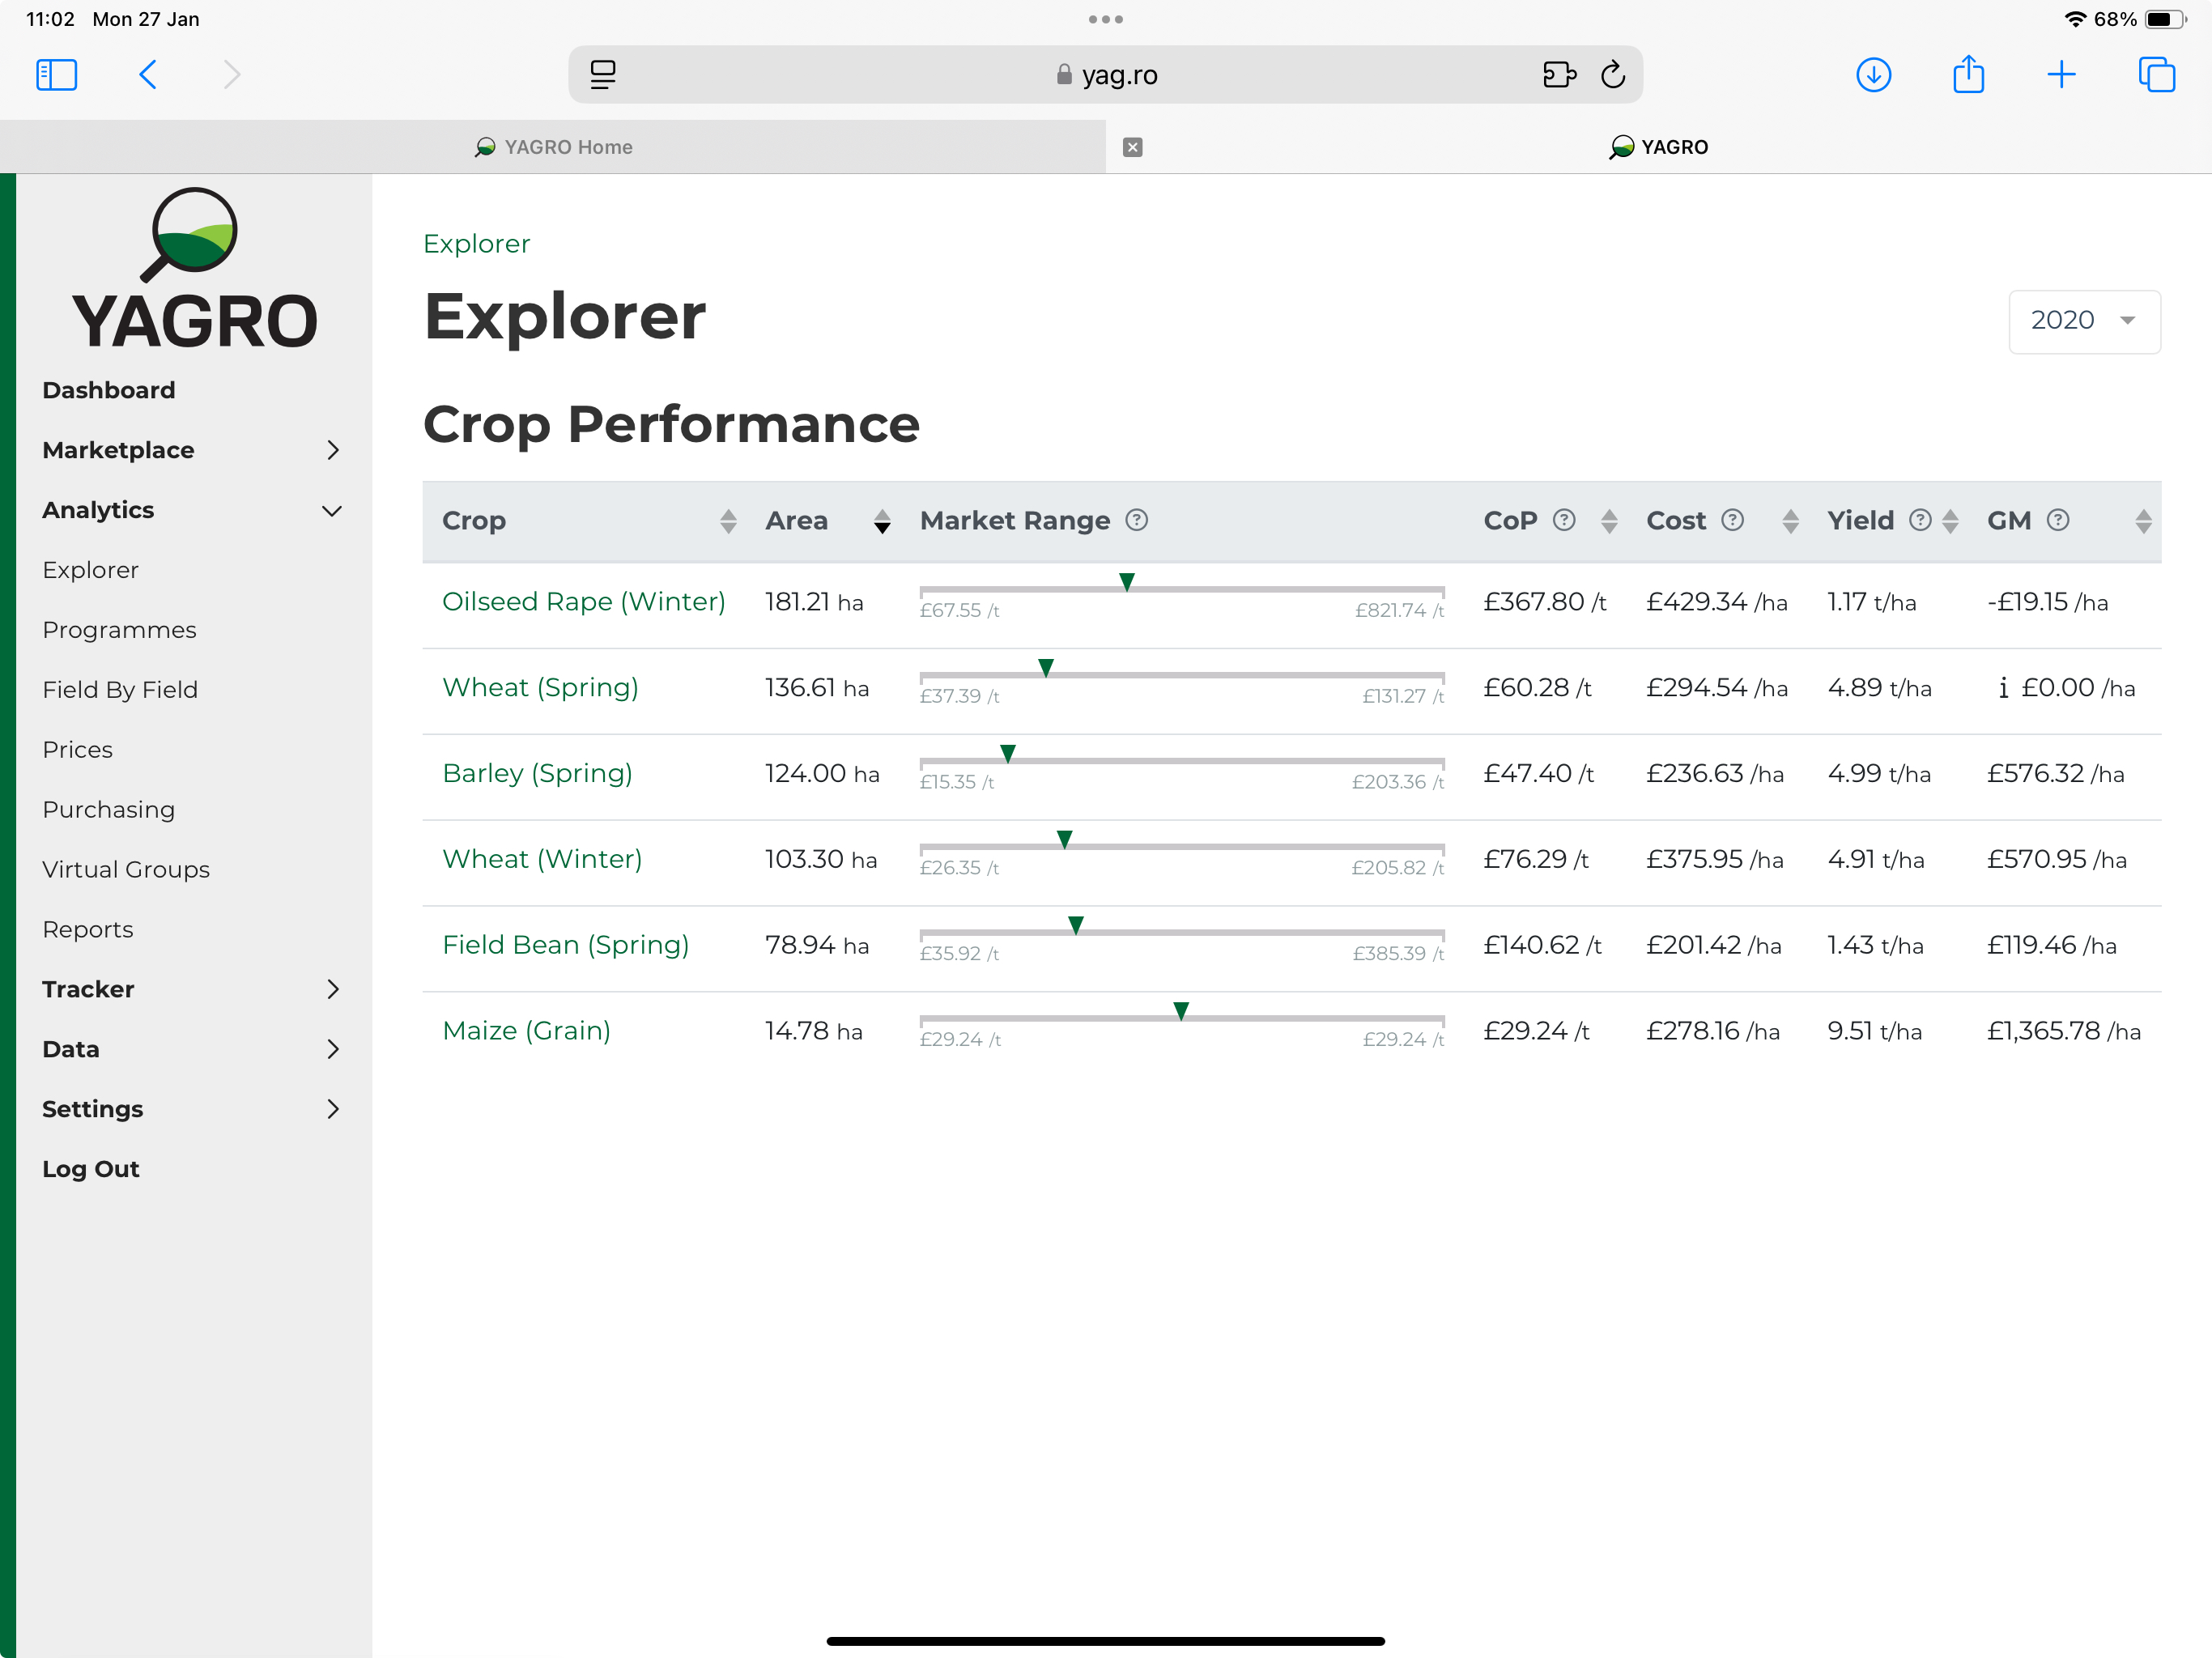 11:02 Mon 27 Jan
68%
yag.ro
YAGRO Home
YAGRO
YAGRO
Dashboard
Marketplace
Analytics
Explorer
Programmes
Field By Field
Prices
Purchasing
Virtual Groups
Reports
Tracker
Data
Settings
Log Out
Explorer
Explorer
2020
Crop Performance
Crop Area Market Range ? CoP ? Cost ? Yield ? GM ?
Oilseed Rape (Winter) 181.21 ha £67.55 /t £821.74 /t £367.80 /t £429.34 /ha 1.17 t/ha -£19.15 /ha
Wheat (Spring) 136.61 ha £37.39 /t £131.27 /t £60.28 /t £294.54 /ha 4.89 t/ha i £0.00 /ha
Barley (Spring) 124.00 ha £15.35 /t £203.36 /t £47.40 /t £236.63 /ha 4.99 t/ha £576.32 /ha
Wheat (Winter) 103.30 ha £26.35 /t £205.82 /t £76.29 /t £375.95 /ha 4.91 t/ha £570.95 /ha
Field Bean (Spring) 78.94 ha £35.92 /t £385.39 /t £140.62 /t £201.42 /ha 1.43 t/ha £119.46 /ha
Maize (Grain) 14.78 ha £29.24 /t £29.24 /t £29.24 /t £278.16 /ha 9.51 t/ha £1,365.78 /ha